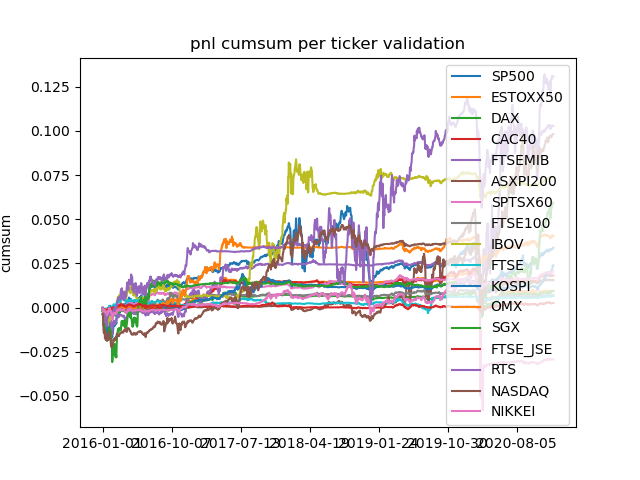 pnl cumsum per ticker validation
cumsum
0.125
0.100
0.075
0.050
0.025
0.000
−0.025
−0.050
2016-01-01
2016-10-07
2017-07-13
2018-04-19
2019-01-24
2019-10-30
2020-08-05
SP500
ESTOXX50
DAX
CAC40
FTSEMIB
ASXPI200
SPTSX60
FTSE100
IBOV
FTSE
KOSPI
OMX
SGX
FTSE_JSE
RTS
NASDAQ
NIKKEI